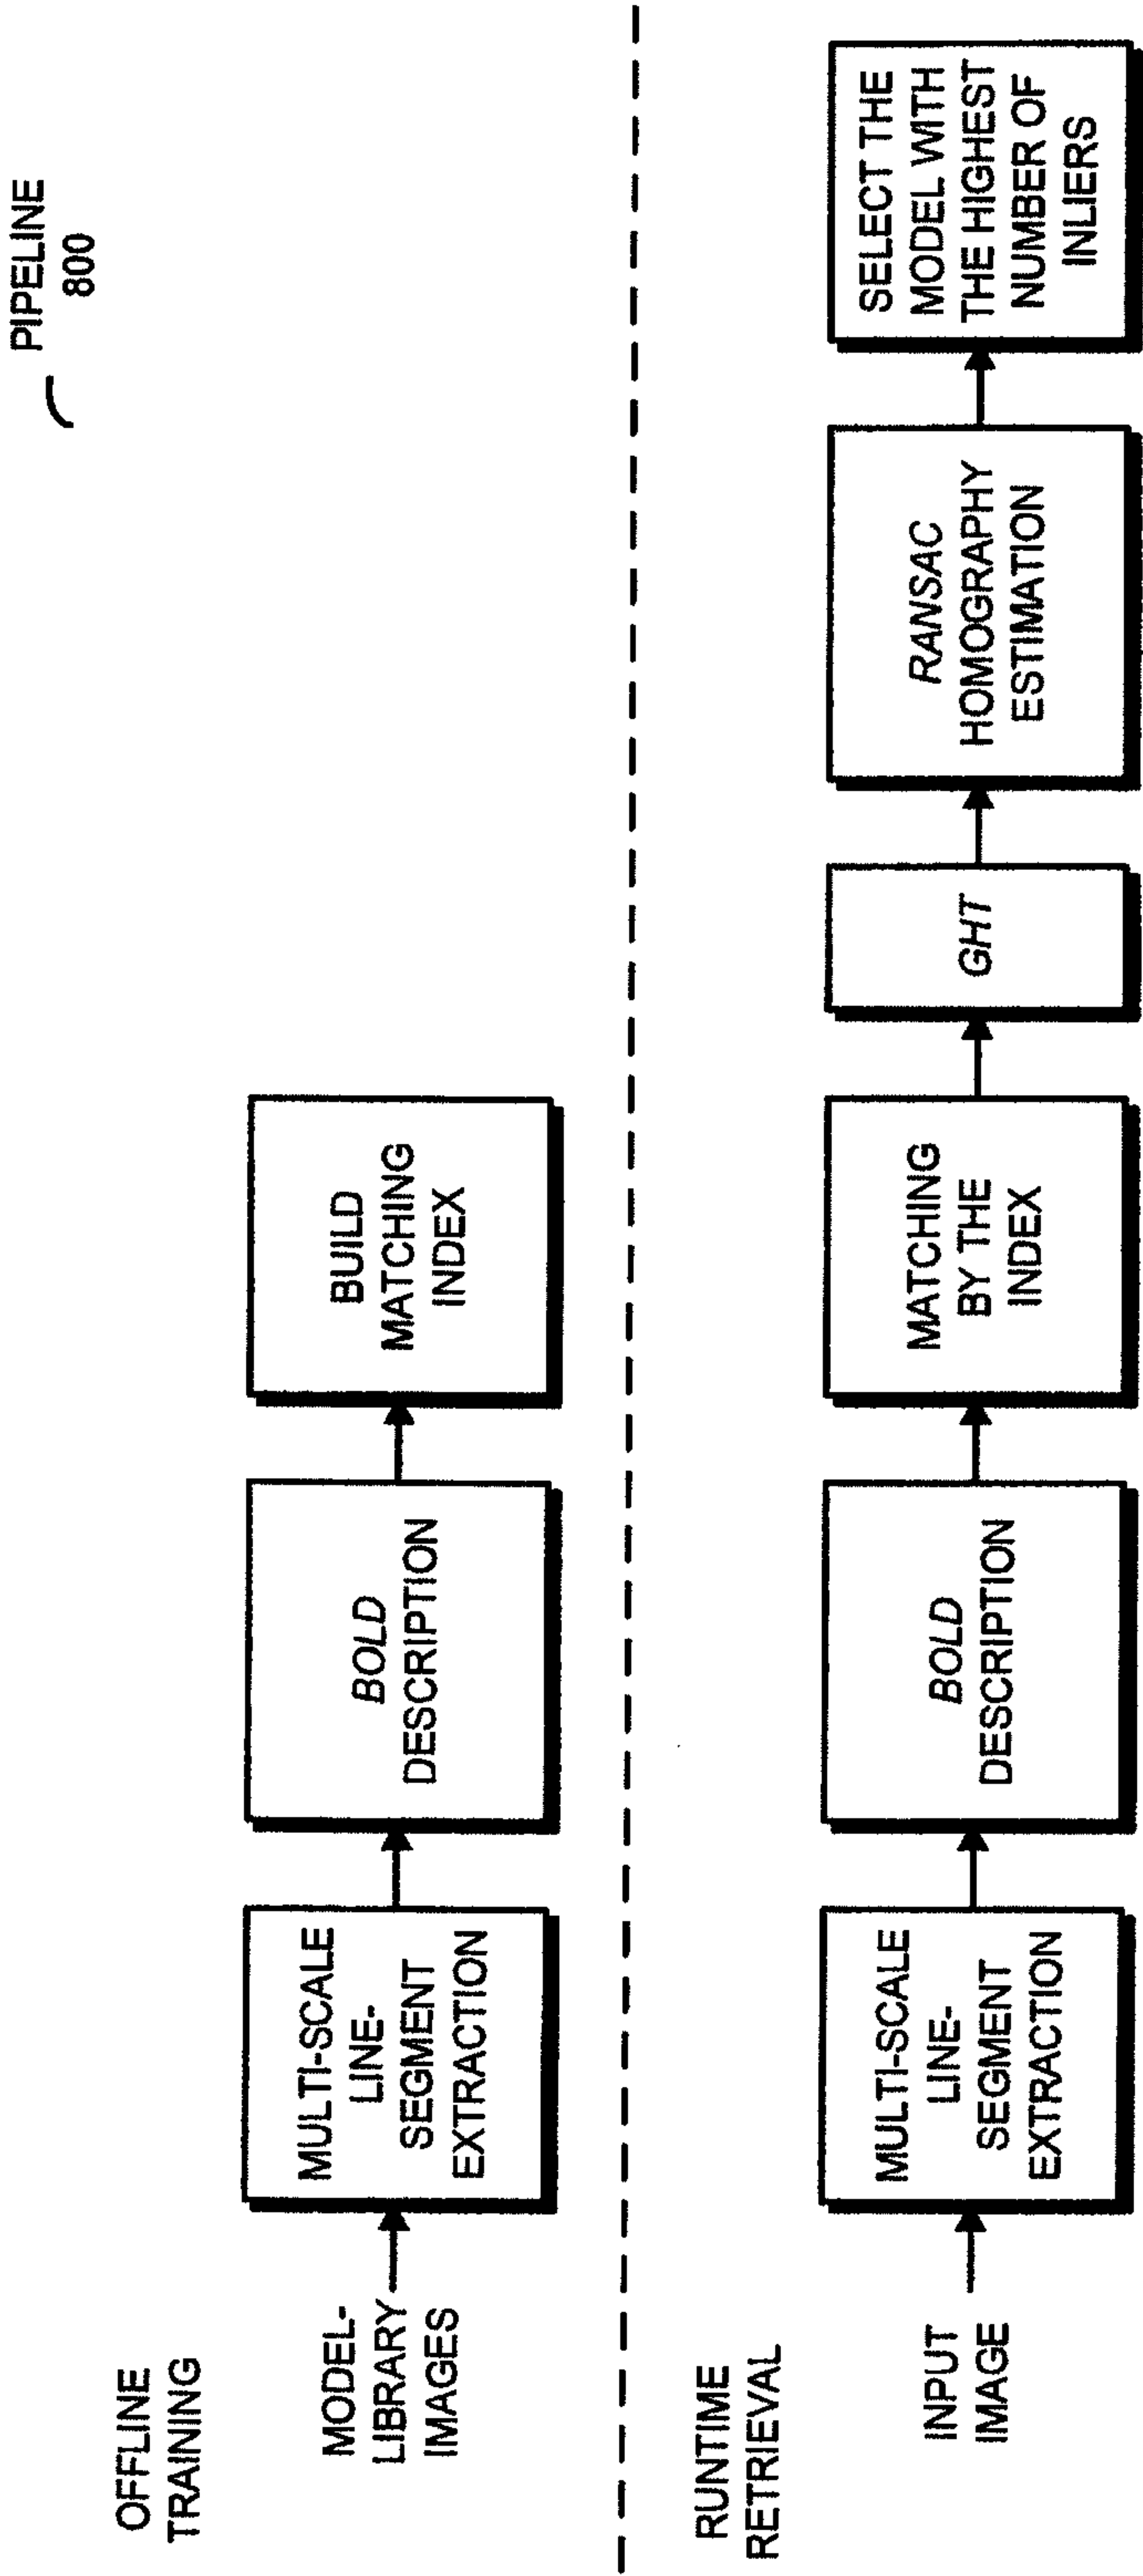 PIPELINE
800
OFFLINE
TRAINING
MODEL-
LIBRARY
IMAGES
MULTI-SCALE
LINE-
SEGMENT
EXTRACTION
BOLD
DESCRIPTION
BUILD
MATCHING
INDEX
RUNTIME
RETRIEVAL
INPUT
IMAGE
MULTI-SCALE
LINE-
SEGMENT
EXTRACTION
BOLD
DESCRIPTION
MATCHING
BY THE
INDEX
GHT
RANSAC
HOMOGRAPHY
ESTIMATION
SELECT THE
MODEL WITH
THE HIGHEST
NUMBER OF
INLIERS